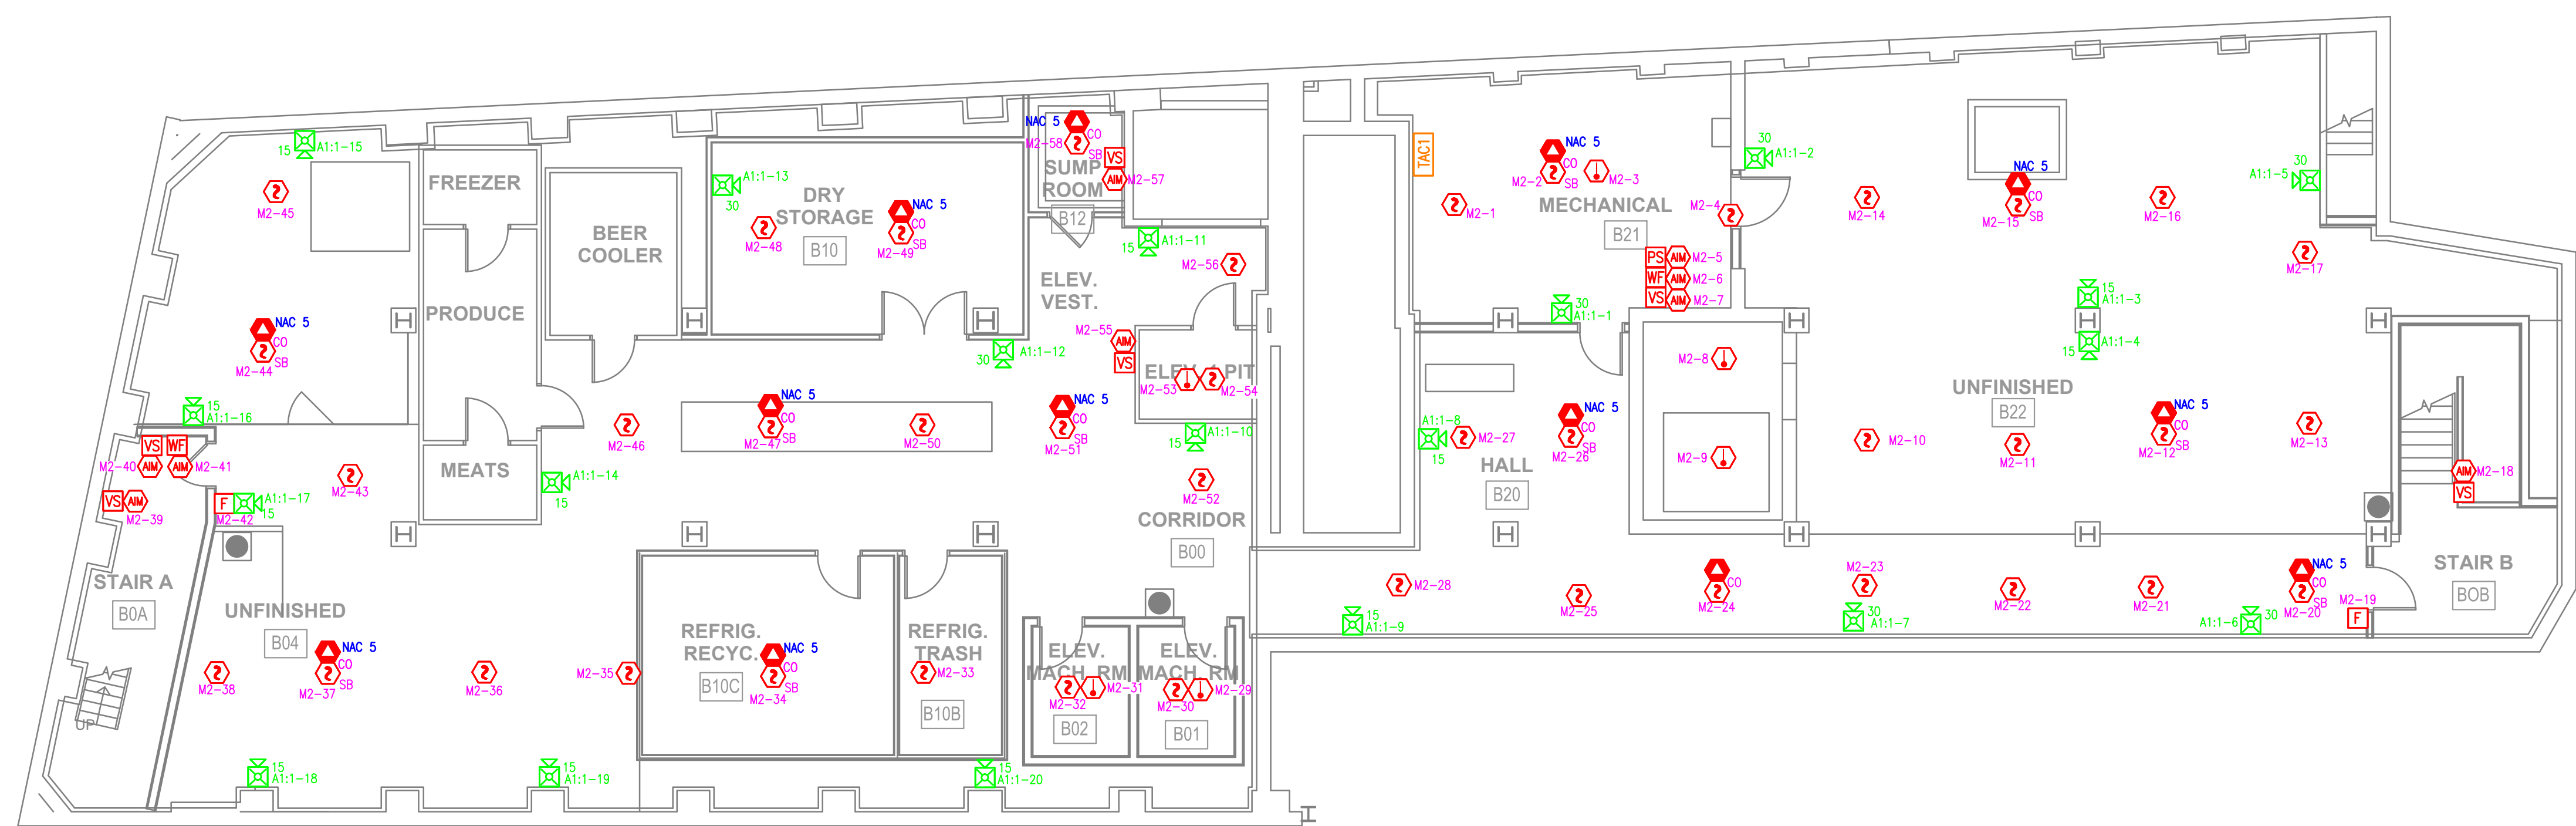 A1:1-15
15
M2-45
FREEZER
PRODUCE
MEATS
BEER
COOLER
NAC 5
CO
SB
M2-44
15
A1:1-16
VS
WF
M2-40
AIM
AIM
M2-41
VS
AIM
M2-39
F
M2-42
A1:1-17
15
M2-43
STAIR A
B0A
UP
UNFINISHED
B04
M2-38
NAC 5
CO
SB
M2-37
M2-36
15
A1:1-18
15
A1:1-19
A1:1-14
15
M2-46
A1:1-13
30
DRY
STORAGE
B10
M2-48
NAC 5
CO
SB
M2-49
NAC 5
CO
SB
M2-47
M2-50
30
A1:1-12
NAC 5
CO
SB
M2-58
SUMP
ROOM
B12
VS
AIM
M2-57
15
A1:1-11
M2-56
ELEV.
VEST.
M2-55
AIM
VS
ELEV. 4 PIT
M2-53
M2-54
NAC 5
CO
SB
M2-51
15
A1:1-10
M2-52
CORRIDOR
B00
M2-35
REFRIG.
RECYC.
B10C
NAC 5
CO
SB
M2-34
REFRIG.
TRASH
M2-33
B10B
15
A1:1-20
ELEV.
MACH. RM
M2-31
M2-32
B02
ELEV.
MACH. RM
M2-29
M2-30
B01
TAC1
M2-1
NAC 5
CO
SB
M2-2
M2-3
MECHANICAL
B21
M2-4
PS
AIM
M2-5
WF
AIM
M2-6
VS
AIM
M2-7
30
A1:1-1
30
A1:1-2
M2-14
NAC 5
CO
SB
M2-15
M2-16
30
A1:1-5
M2-17
15
A1:1-3
15
A1:1-4
UNFINISHED
B22
M2-8
M2-9
M2-10
M2-11
NAC 5
CO
SB
M2-12
M2-13
AIM
M2-18
VS
A1:1-8
15
M2-27
HALL
B20
NAC 5
CO
SB
M2-26
M2-28
15
A1:1-9
M2-25
CO
M2-24
M2-23
30
A1:1-7
M2-22
M2-21
A1:1-6
30
NAC 5
CO
SB
M2-20
M2-19
F
STAIR B
BOB